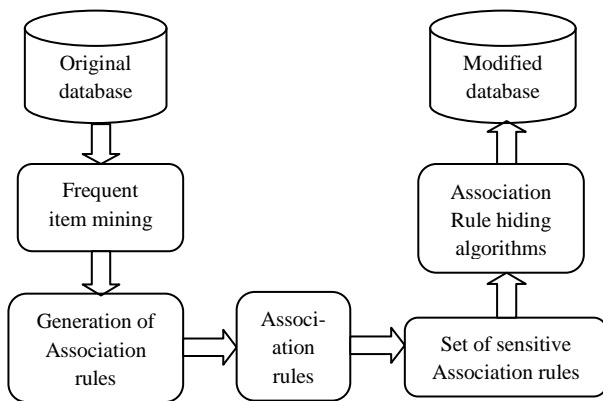 Original
database
Frequent
item mining
Generation of
Association
rules
Associ-
ation
rules
Set of sensitive
Association rules
Association
Rule hiding
algorithms
Modified
database